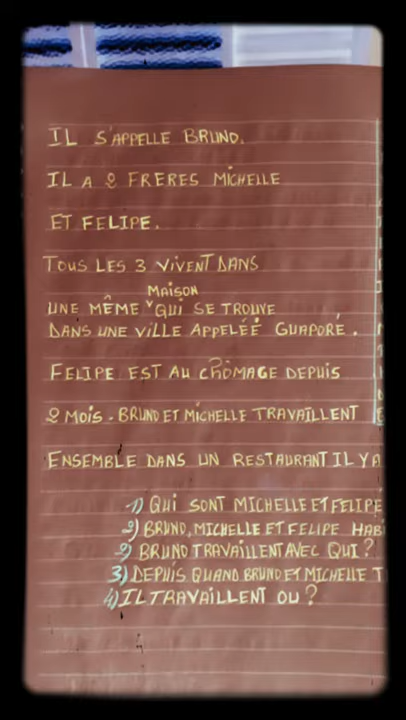 IL S'APPELLE BRUNO.
IL A 2 FRERES MICHELLE
ET FELIPE.
TOUS LES 3 VIVENT DANS
MAISON
UNE MÊME ˅ QUI SE TROUVE
DANS UNE VILLE APPELÉÉ GUAPORÉ.
FELIPE EST AU CHÔMAGE DEPUIS
2 MOIS. BRUNO ET MICHELLE TRAVAILLENT
ENSEMBLE DANS UN RESTAURANT IL Y A
1) QUI SONT MICHELLE ET FELIPE
2) BRUNO, MICHELLE ET FELIPE
2) BRUNO TRAVAILLENT AVEC QUI ?
3) DEPUIS QUAND BRUNO ET MICHELLE
4) IL TRAVAILLENT OU ?